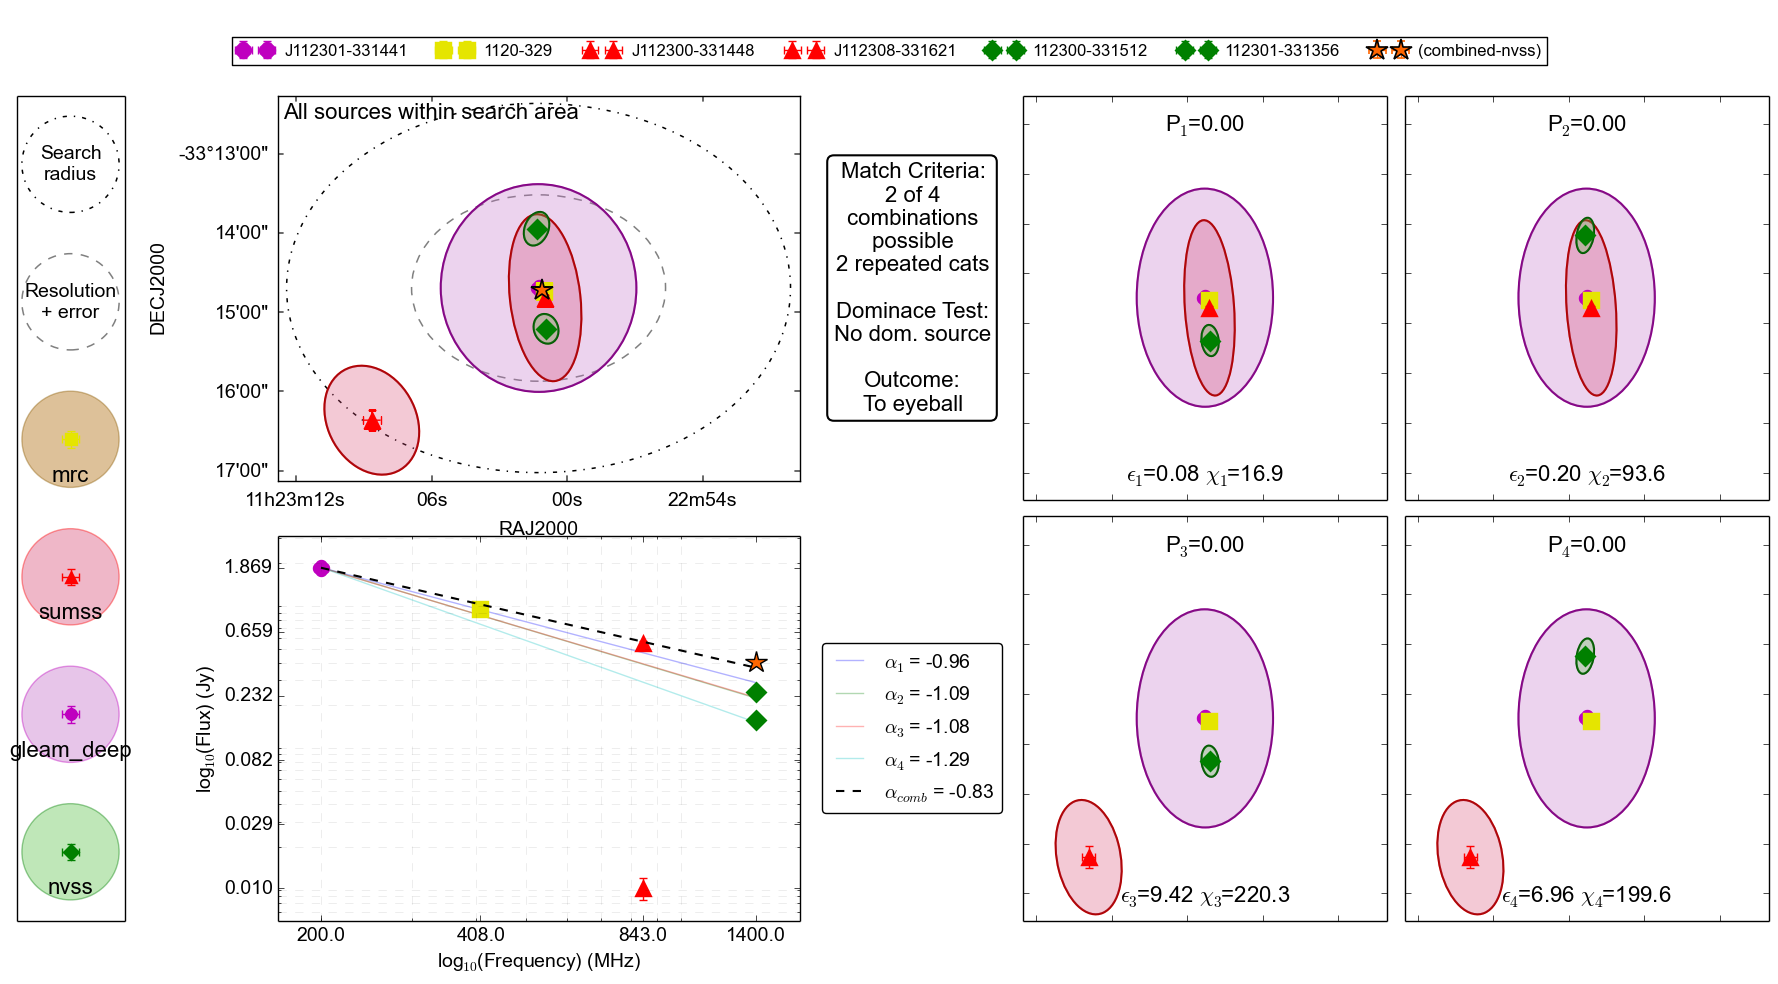 J112301-331441 1120-329 J112300-331448 J112308-331621 112300-331512 112301-331356 (combined-nvss)
Search
radius
Resolution
+ error
mrc
sumss
gleam_deep
nvss
All sources within search area
DECJ2000
-33°13'00"
14'00"
15'00"
16'00"
17'00"
11h23m12s 06s 00s 22m54s
RAJ2000
Match Criteria:
2 of 4
combinations
possible
2 repeated cats
Dominace Test:
No dom. source
Outcome:
To eyeball
P1=0.00
ϵ1=0.08 χ1=16.9
P2=0.00
ϵ2=0.20 χ2=93.6
log10(Flux) (Jy)
1.869
0.659
0.232
0.082
0.029
0.010
200.0 408.0 843.0 1400.0
log10(Frequency) (MHz)
α1 = -0.96
α2 = -1.09
α3 = -1.08
α4 = -1.29
αcomb = -0.83
P3=0.00
ϵ3=9.42 χ3=220.3
P4=0.00
ϵ4=6.96 χ4=199.6